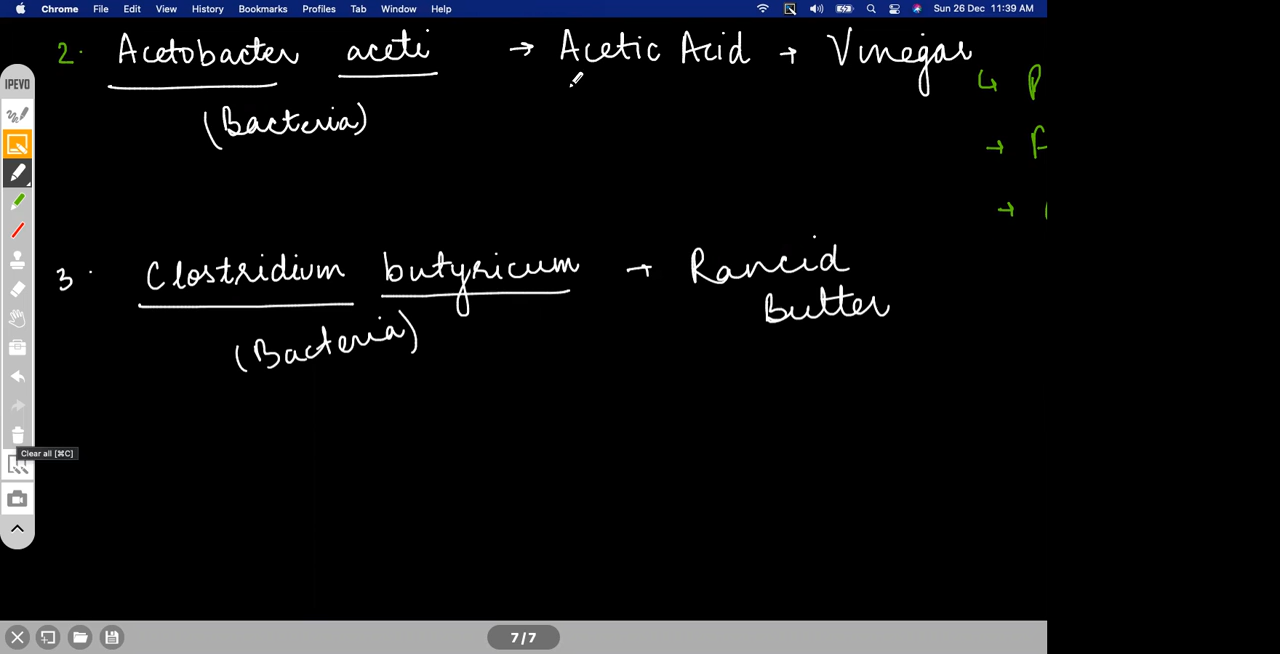 Chrome File Edit View History Bookmarks Profiles Tab Window Help Sun 26 Dec 11:39 AM
2. Acetobacter aceti → Acetic Acid → Vinegar
(Bacteria)
↳ P
→ F
→
IPEVO
3. Clostridium butyricum → Rancid
Butter
(Bacteria)
Clear all [⌘C]
7/7